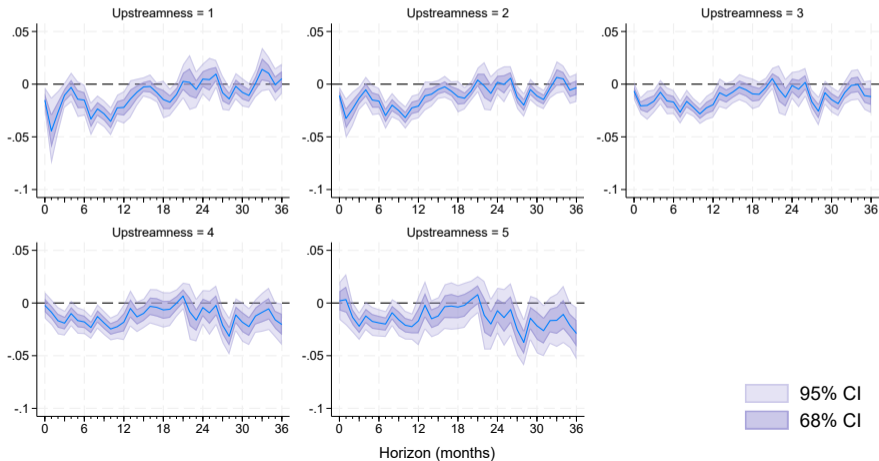 Upstreamness = 1
Upstreamness = 2
Upstreamness = 3
.05
0
-.05
-.1
0 6 12 18 24 30 36
.05
0
-.05
-.1
0 6 12 18 24 30 36
.05
0
-.05
-.1
0 6 12 18 24 30 36
Upstreamness = 4
Upstreamness = 5
.05
0
-.05
-.1
0 6 12 18 24 30 36
.05
0
-.05
-.1
0 6 12 18 24 30 36
95% CI
68% CI
Horizon (months)